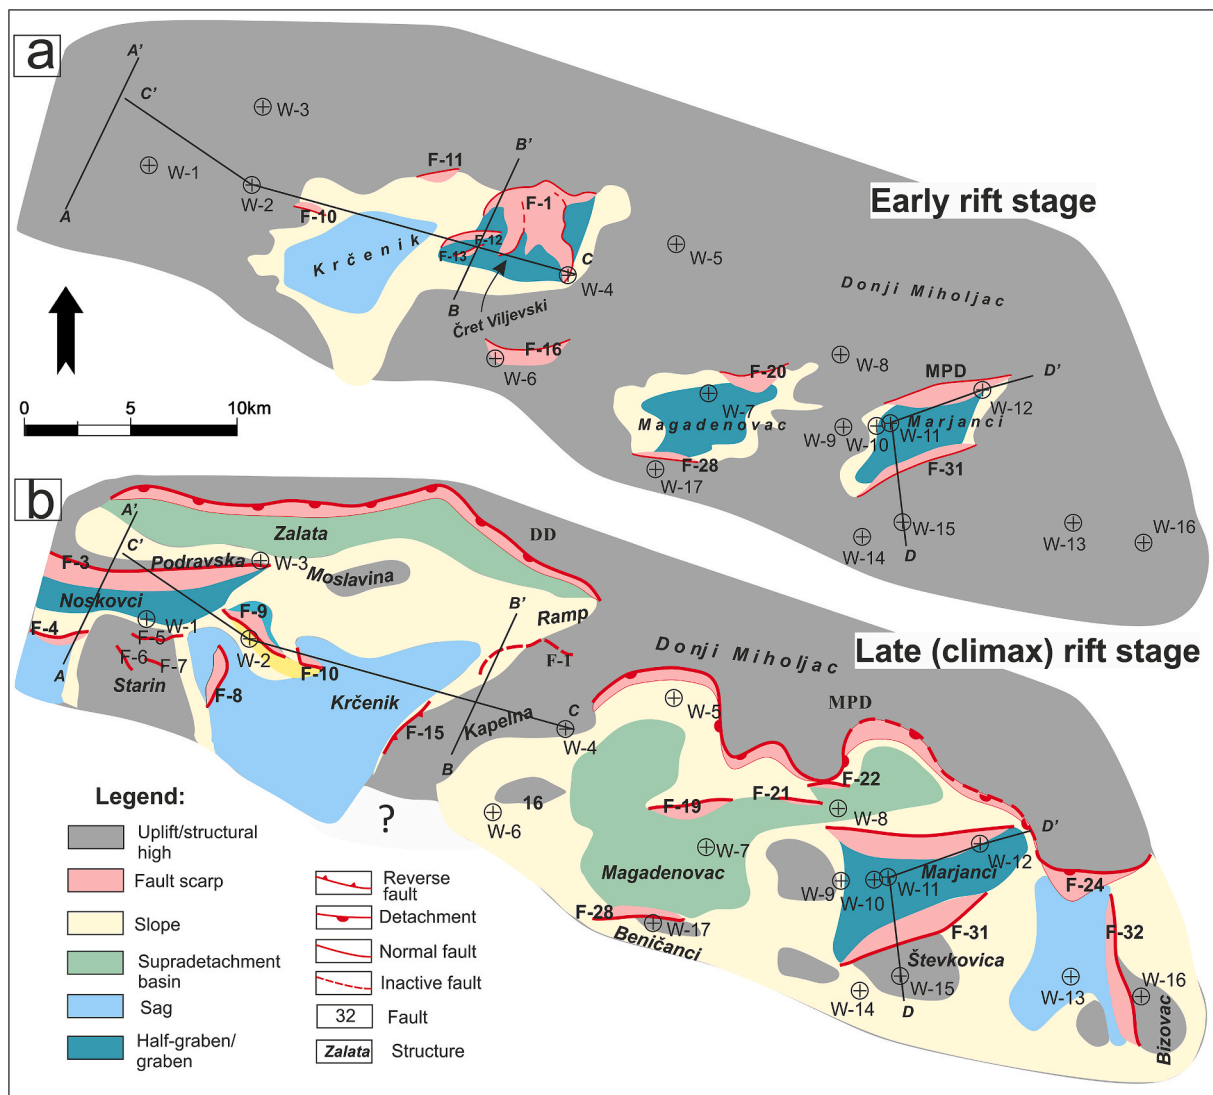 a
A'
C'
W-3
W-1
W-2
A
F-11
F-10
Krčenik
B'
F-1
F-12
F-13
C
W-4
B
Čret Viljevski
F-16
W-6
Early rift stage
W-5
Donji Miholjac
W-8
F-20
MPD
D'
W-7
W-12
Magadenovac
W-9
W-10
W-11
Marjanci
F-28
W-17
F-31
W-15
W-14
D
W-13
W-16
0
5
10km
b
A'
C'
Zalata
DD
F-3
Podravska
W-3
Moslavina
Noskovci
F-9
B'
Ramp
F-4
F-5
W-1
W-2
F-6
F-7
F-10
F-1
A
Starin
F-8
Krčenik
Donji Miholjac
Late (climax) rift stage
F-15
Kapelna
C
W-4
W-5
MPD
B
16
W-6
?
F-22
F-19
F-21
W-8
D'
W-7
W-12
Magadenovac
W-9
W-10
W-11
Marjanci
F-24
F-28
W-17
Beničanci
F-31
F-32
Števkovica
W-15
W-14
D
W-13
W-16
Bizovac
Legend:
Uplift/structural
high
Fault scarp
Slope
Supradetachment
basin
Sag
Half-graben/
graben
Reverse
fault
Detachment
Normal fault
Inactive fault
32 Fault
Zalata Structure